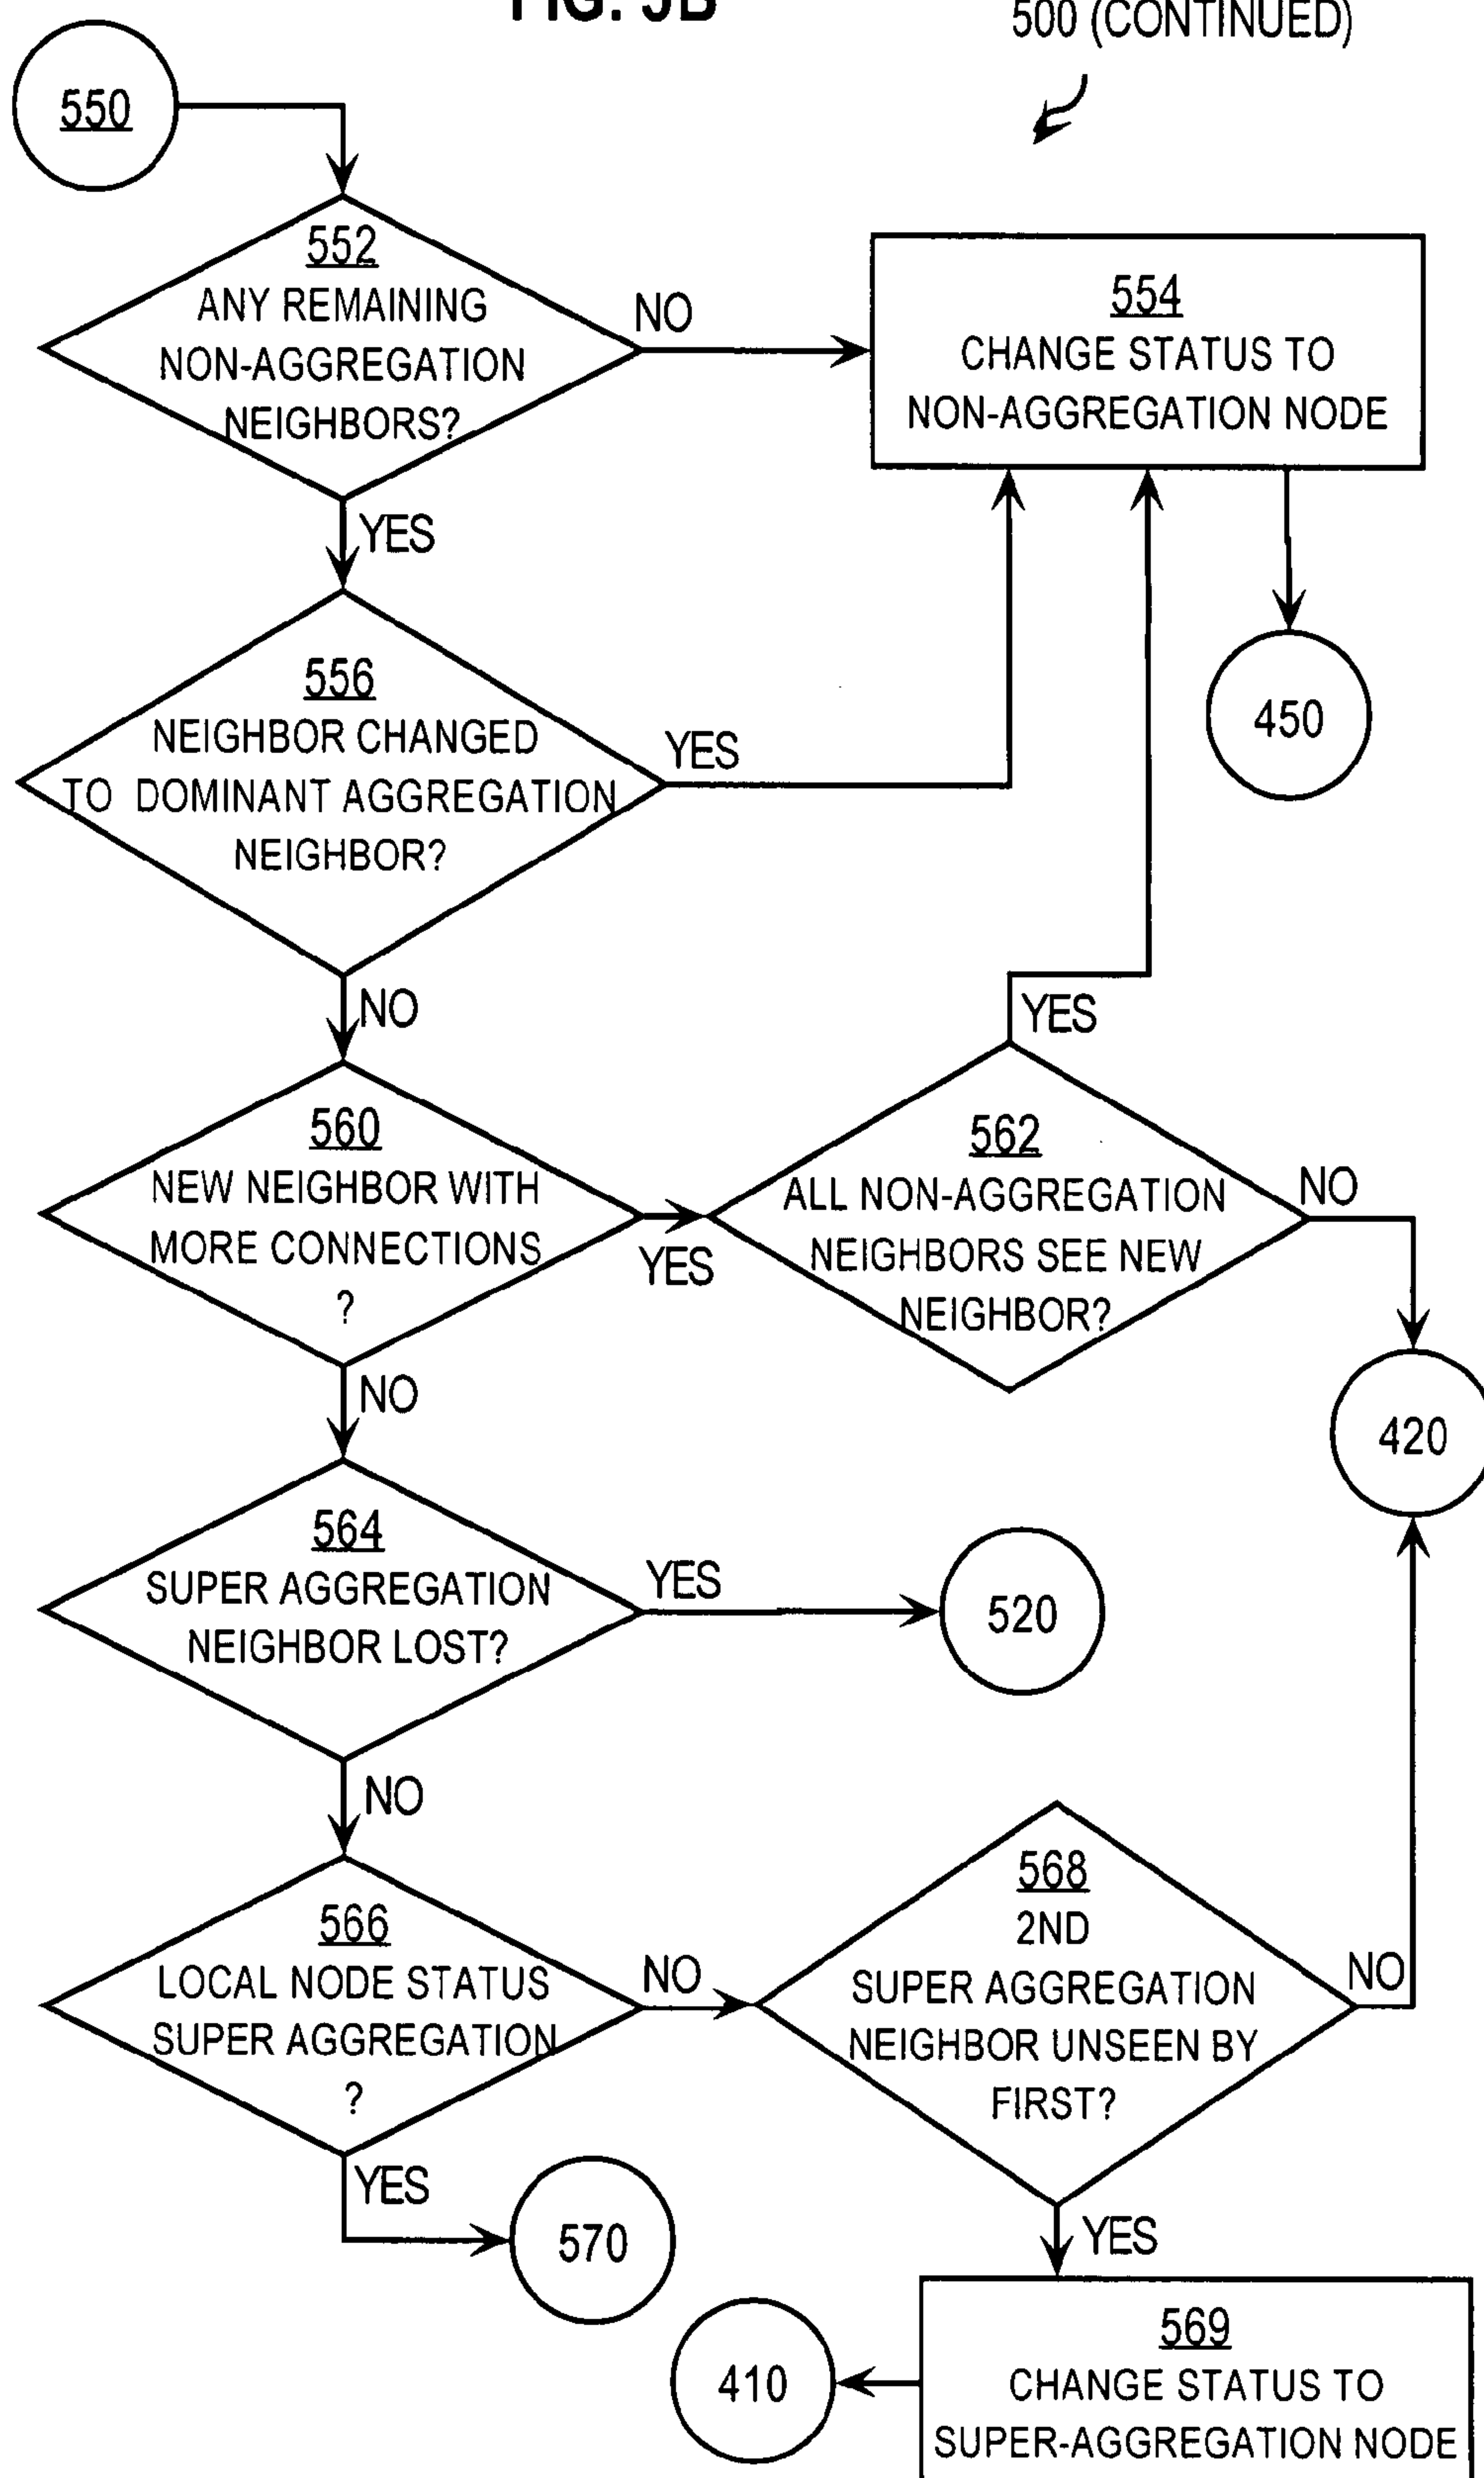 FIG. 5B
500 (CONTINUED)
550
552
ANY REMAINING
NON-AGGREGATION
NEIGHBORS?
NO
554
CHANGE STATUS TO
NON-AGGREGATION NODE
YES
556
NEIGHBOR CHANGED
TO DOMINANT AGGREGATION
NEIGHBOR?
YES
450
NO
YES
560
NEW NEIGHBOR WITH
MORE CONNECTIONS
?
YES
562
ALL NON-AGGREGATION
NEIGHBORS SEE NEW
NEIGHBOR?
NO
NO
420
564
SUPER AGGREGATION
NEIGHBOR LOST?
YES
520
NO
566
LOCAL NODE STATUS
SUPER AGGREGATION
?
NO
568
2ND
SUPER AGGREGATION
NEIGHBOR UNSEEN BY
FIRST?
NO
YES
570
YES
410
569
CHANGE STATUS TO
SUPER-AGGREGATION NODE